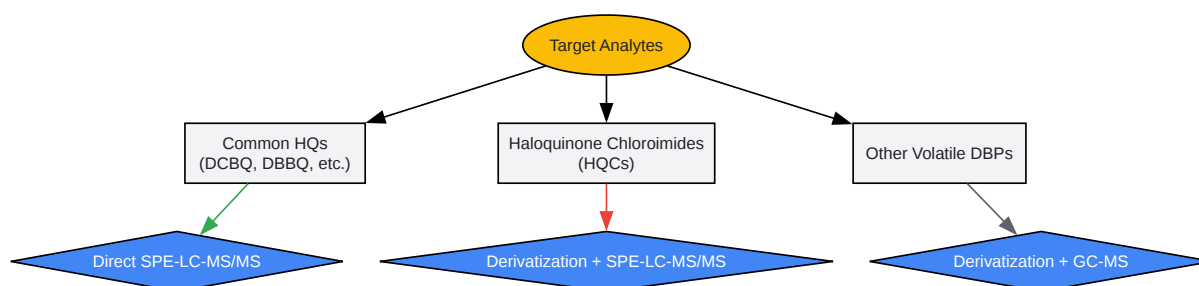 Target Analytes
Common HQs
(DCBQ, DBBQ, etc.)
Haloquinone Chloroimides
(HQCs)
Other Volatile DBPs
Direct SPE-LC-MS/MS
Derivatization + SPE-LC-MS/MS
Derivatization + GC-MS